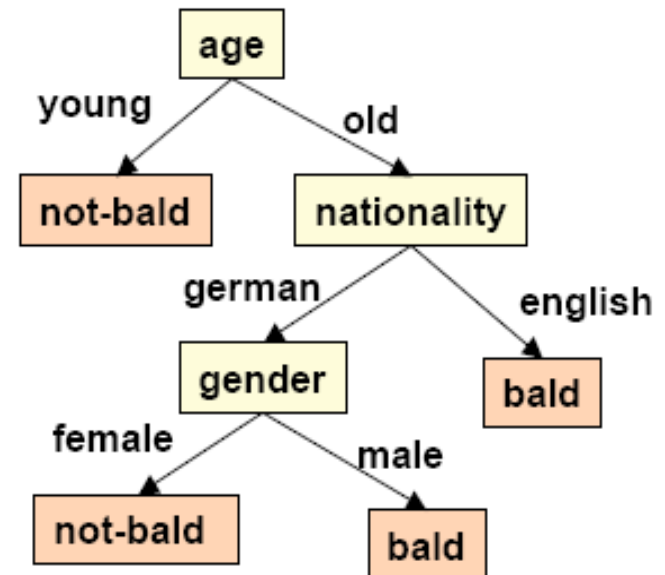 age
young
old
not-bald
nationality
german
english
gender
bald
female
male
not-bald
bald